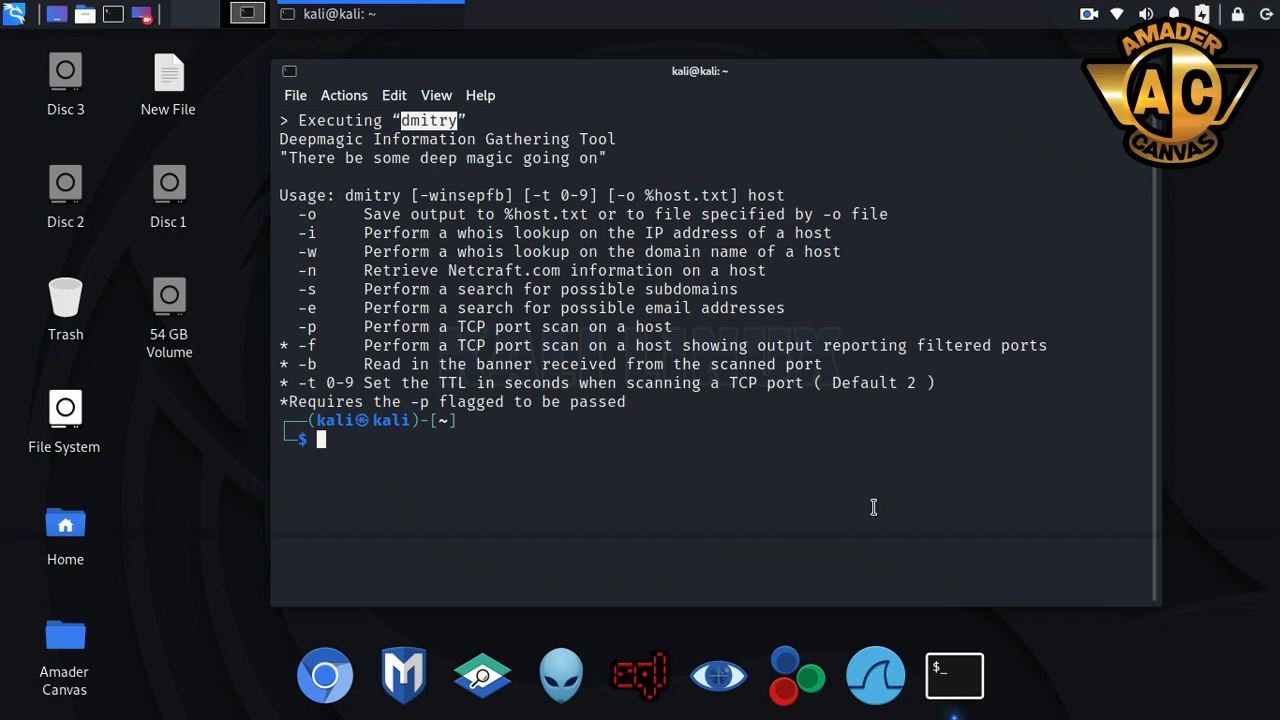 kali@kali: ~
AMADER
AC
CANVAS
Disc 3
New File
Disc 2
Disc 1
Trash
54 GB
Volume
File System
Home
Amader
Canvas
kali@kali: ~
File Actions Edit View Help
> Executing “dmitry”
Deepmagic Information Gathering Tool
"There be some deep magic going on"
Usage: dmitry [-winsepfb] [-t 0-9] [-o %host.txt] host
-o Save output to %host.txt or to file specified by -o file
-i Perform a whois lookup on the IP address of a host
-w Perform a whois lookup on the domain name of a host
-n Retrieve Netcraft.com information on a host
-s Perform a search for possible subdomains
-e Perform a search for possible email addresses
-p Perform a TCP port scan on a host
* -f Perform a TCP port scan on a host showing output reporting filtered ports
* -b Read in the banner received from the scanned port
* -t 0-9 Set the TTL in seconds when scanning a TCP port ( Default 2 )
*Requires the -p flagged to be passed
┌──(kali㉿kali)-[~]
└─$
KALI LINUX
M
sql
$_